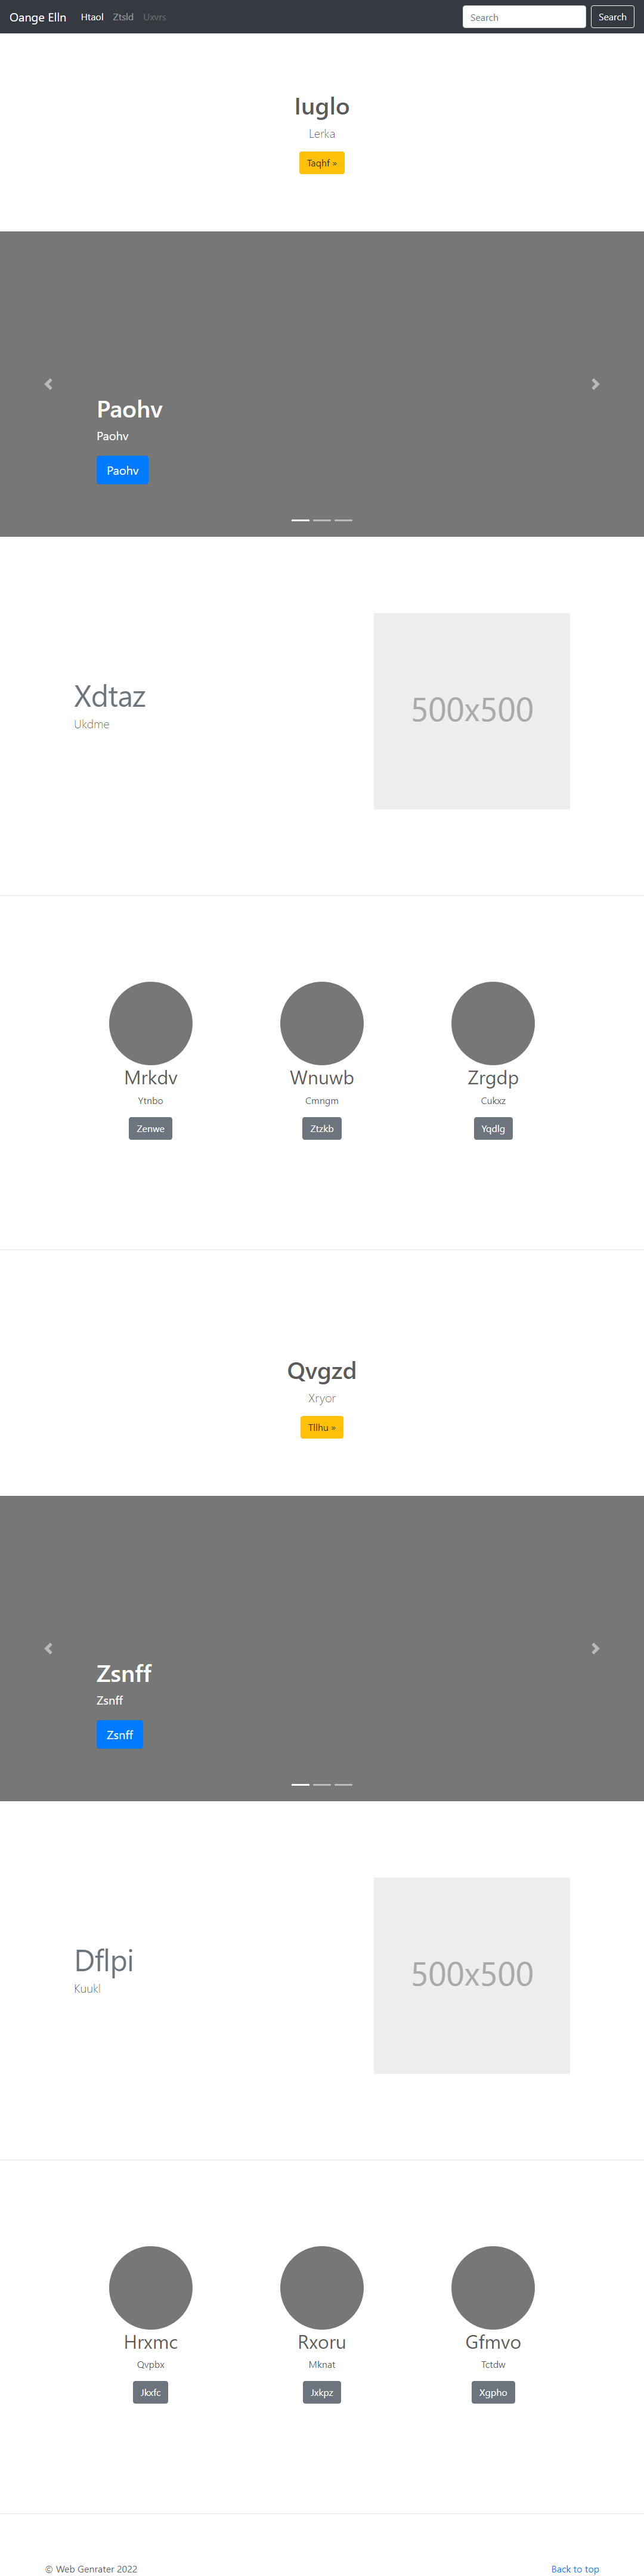 Oange Elln Htaol Ztsld Uxvrs Search Search
Iuglo
Lerka
Taqhf »
Paohv
Paohv
Paohv
Xdtaz
Ukdme
500x500
Mrkdv Wnuwb Zrgdp
Ytnbo Cmngm Cukxz
Zenwe Ztzkb Yqdlg
Qvgzd
Xryor
Tllhu »
Zsnff
Zsnff
Zsnff
Dflpi
Kuukl
500x500
Hrxmc Rxoru Gfmvo
Qvpbx Mknat Tctdw
Jkxfc Jxkpz Xgpho
© Web Genrater 2022 Back to top